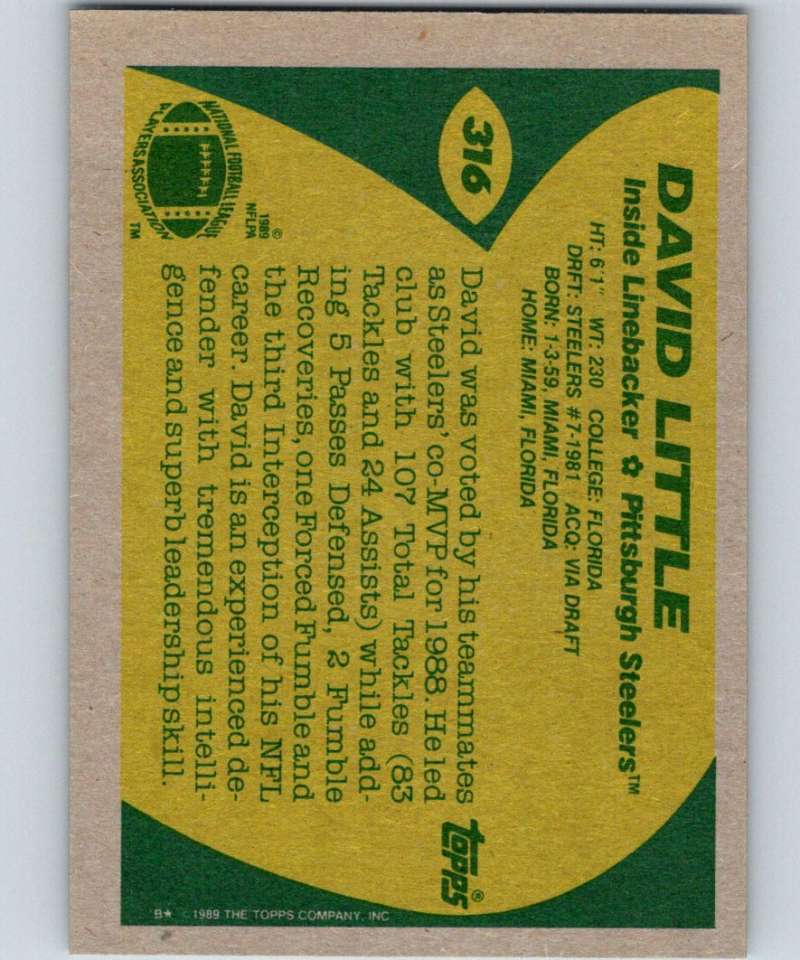 316
DAVID LITTLE
Inside Linebacker ✿ Pittsburgh Steelers™
HT: 6'1" WT: 230 COLLEGE: FLORIDA
DRFT: STEELERS #7-1981 ACQ: VIA DRAFT
BORN: 1-3-59, MIAMI, FLORIDA
HOME: MIAMI, FLORIDA
David was voted by his teammates
as Steelers' co-MVP for 1988. He led
club with 107 Total Tackles (83
Tackles and 24 Assists) while add-
ing 5 Passes Defensed, 2 Fumble
Recoveries, one Forced Fumble and
the third Interception of his NFL
career. David is an experienced de-
fender with tremendous intelli-
gence and superb leadership skill.
NATIONAL FOOTBALL LEAGUE
PLAYERS ASSOCIATION
™
©
1989
NFLPA
topps®
B★ © 1989 THE TOPPS COMPANY, INC